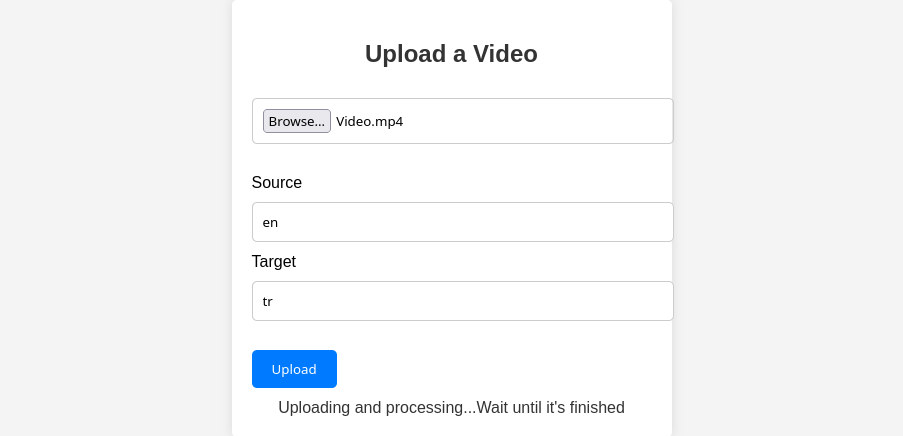 Upload a Video
Browse... Video.mp4
Source
en
Target
tr
Upload
Uploading and processing...Wait until it's finished